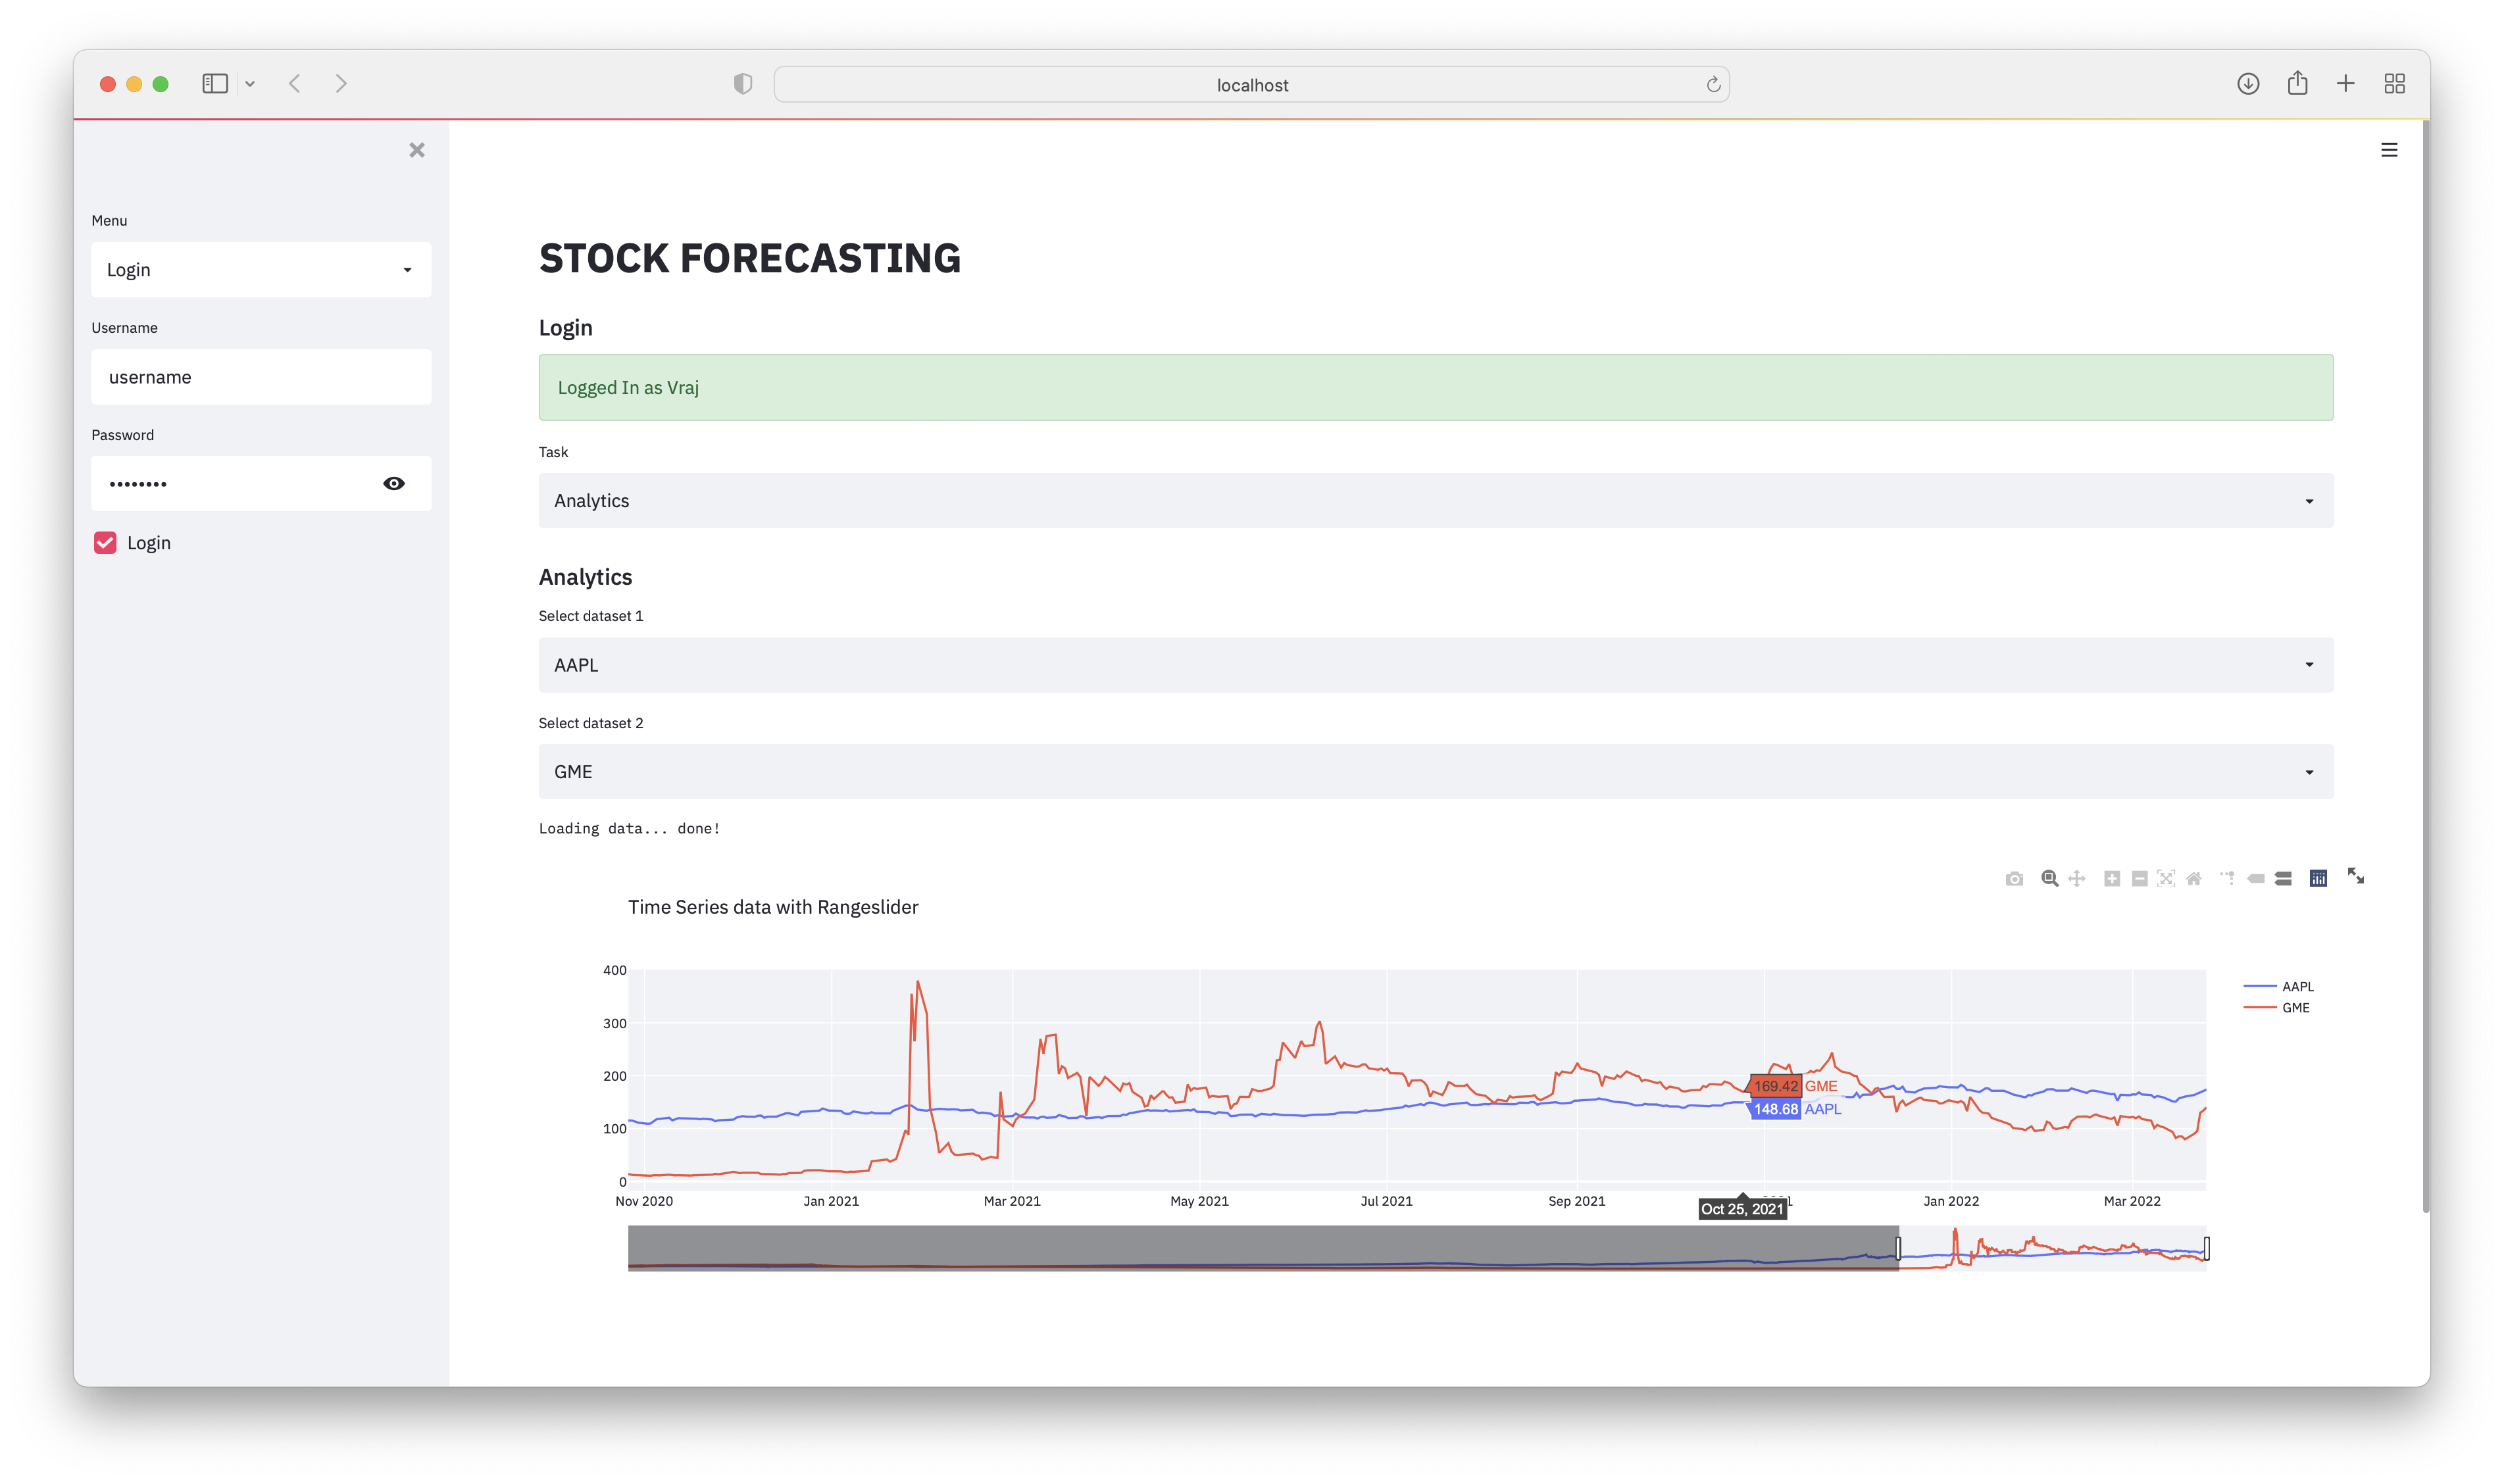 localhost
Menu
Login
Username
username
Password
••••••••
Login
STOCK FORECASTING
Login
Logged In as Vraj
Task
Analytics
Analytics
Select dataset 1
AAPL
Select dataset 2
GME
Loading data... done!
Time Series data with Rangeslider
400
300
200
100
0
AAPL
GME
169.42 GME
148.68 AAPL
Nov 2020 Jan 2021 Mar 2021 May 2021 Jul 2021 Sep 2021 Jan 2022 Mar 2022
Oct 25, 2021